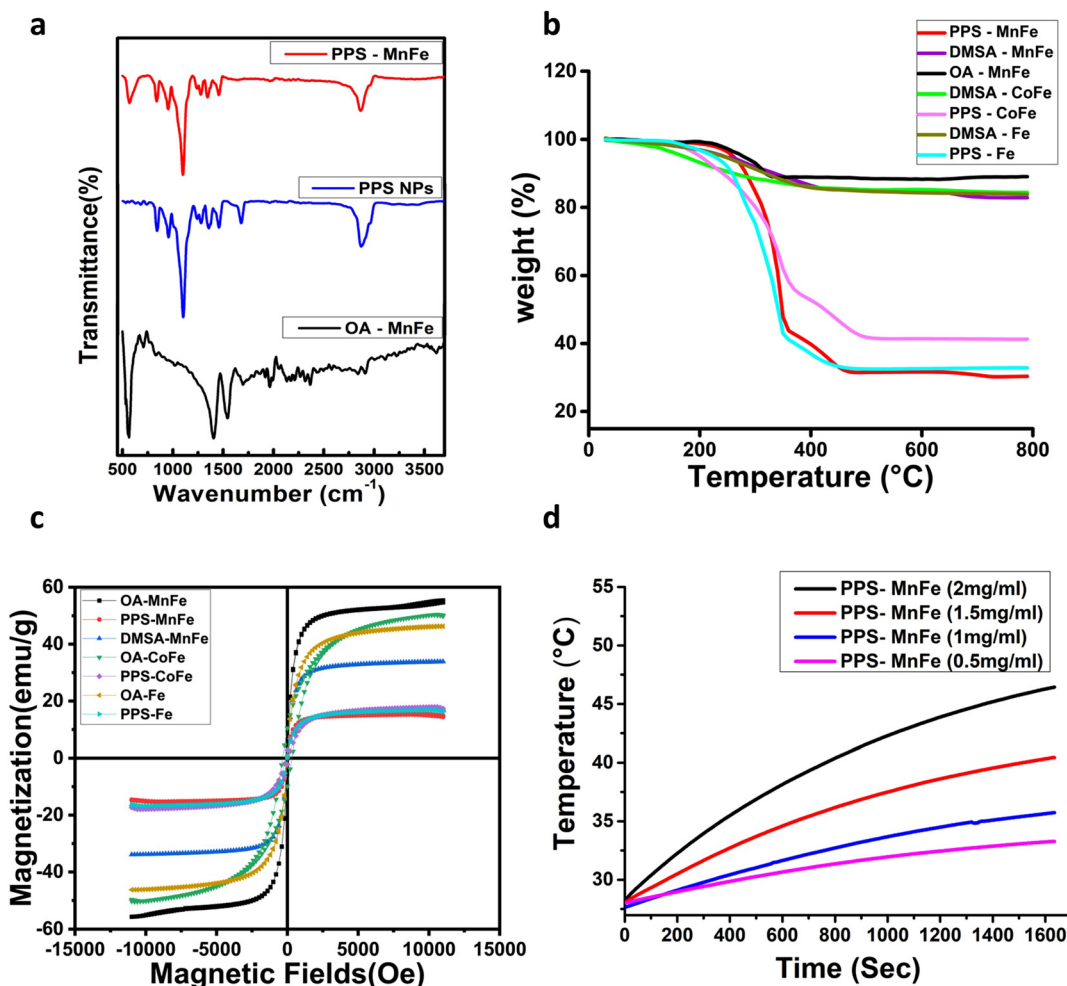 a
PPS - MnFe
PPS NPs
OA - MnFe
Transmittance(%)
500 1000 1500 2000 2500 3000 3500
Wavenumber (cm⁻¹)
b
PPS - MnFe
DMSA - MnFe
OA - MnFe
DMSA - CoFe
PPS - CoFe
DMSA - Fe
PPS - Fe
120
100
80
60
40
20
weight (%)
0 200 400 600 800
Temperature (°C)
c
OA-MnFe
PPS-MnFe
DMSA-MnFe
OA-CoFe
PPS-CoFe
OA-Fe
PPS-Fe
60
40
20
0
-20
-40
-60
Magnetization(emu/g)
-15000 -10000 -5000 0 5000 10000 15000
Magnetic Fields(Oe)
d
PPS- MnFe (2mg/ml)
PPS- MnFe (1.5mg/ml)
PPS- MnFe (1mg/ml)
PPS- MnFe (0.5mg/ml)
55
50
45
40
35
30
Temperature (°C)
0 200 400 600 800 1000 1200 1400 1600
Time (Sec)